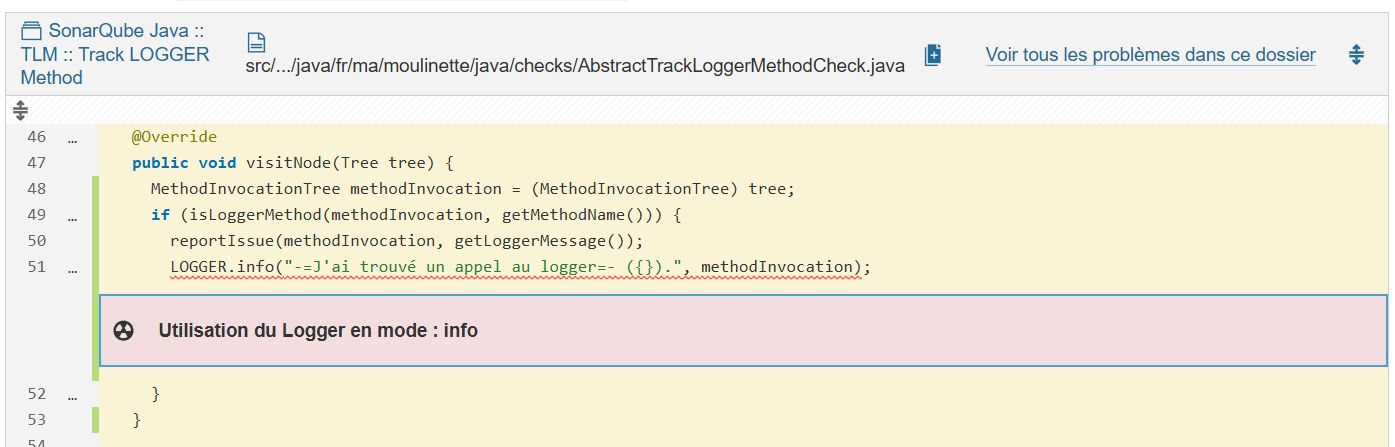 SonarQube Java ::
TLM :: Track LOGGER
Method
src/.../java/fr/ma/moulinette/java/checks/AbstractTrackLoggerMethodCheck.java
Voir tous les problèmes dans ce dossier
46 … @Override
47 public void visitNode(Tree tree) {
48 MethodInvocationTree methodInvocation = (MethodInvocationTree) tree;
49 … if (isLoggerMethod(methodInvocation, getMethodName())) {
50 reportIssue(methodInvocation, getLoggerMessage());
51 … LOGGER.info("-=J'ai trouvé un appel au logger=- ({}).", methodInvocation);
Utilisation du Logger en mode : info
52 … }
53 }
54